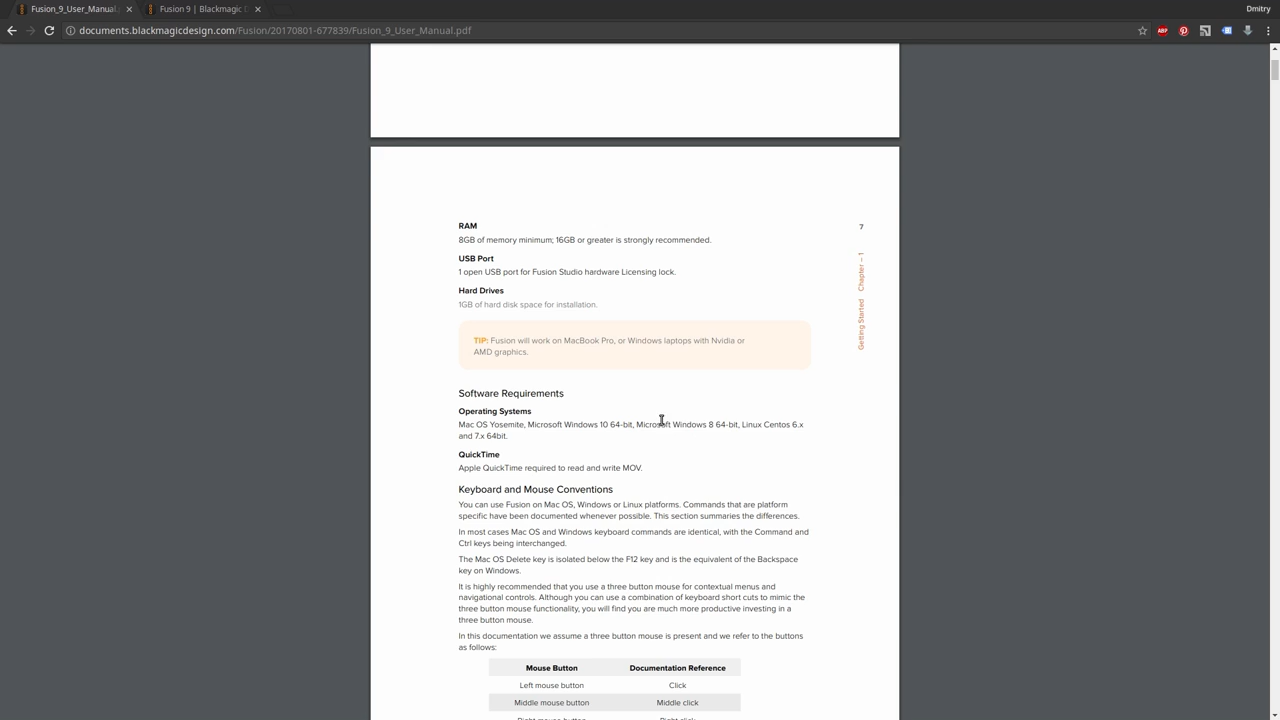 Fusion_9_User_Manual.
Fusion 9 | Blackmagic D
Dmitry
documents.blackmagicdesign.com/Fusion/20170801-677839/Fusion_9_User_Manual.pdf
ABP
RAM
7
8GB of memory minimum; 16GB or greater is strongly recommended.
USB Port
1 open USB port for Fusion Studio hardware Licensing lock.
Hard Drives
1GB of hard disk space for installation.
Getting Started Chapter – 1
TIP: Fusion will work on MacBook Pro, or Windows laptops with Nvidia or
AMD graphics.
Software Requirements
Operating Systems
Mac OS Yosemite, Microsoft Windows 10 64-bit, Microsoft Windows 8 64-bit, Linux Centos 6.x
and 7.x 64bit.
QuickTime
Apple QuickTime required to read and write MOV.
Keyboard and Mouse Conventions
You can use Fusion on Mac OS, Windows or Linux platforms. Commands that are platform
specific have been documented whenever possible. This section summaries the differences.
In most cases Mac OS and Windows keyboard commands are identical, with the Command and
Ctrl keys being interchanged.
The Mac OS Delete key is isolated below the F12 key and is the equivalent of the Backspace
key on Windows.
It is highly recommended that you use a three button mouse for contextual menus and
navigational controls. Although you can use a combination of keyboard short cuts to mimic the
three button mouse functionality, you will find you are much more productive investing in a
three button mouse.
In this documentation we assume a three button mouse is present and we refer to the buttons
as follows:
Mouse Button Documentation Reference
Left mouse button Click
Middle mouse button Middle click
Right mouse button Right click